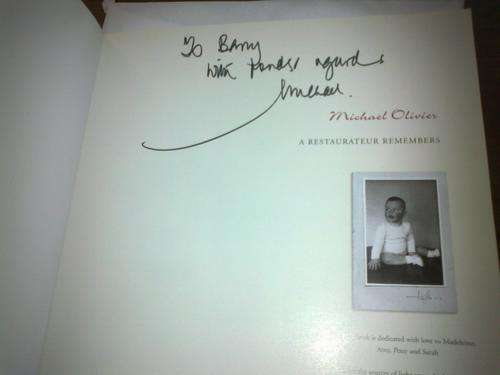 To Barry
with kindest regards
Michael.
Michael Olivier
A RESTAURATEUR REMEMBERS
is dedicated with love to Madeleine,
Amy, Peter and Sarah